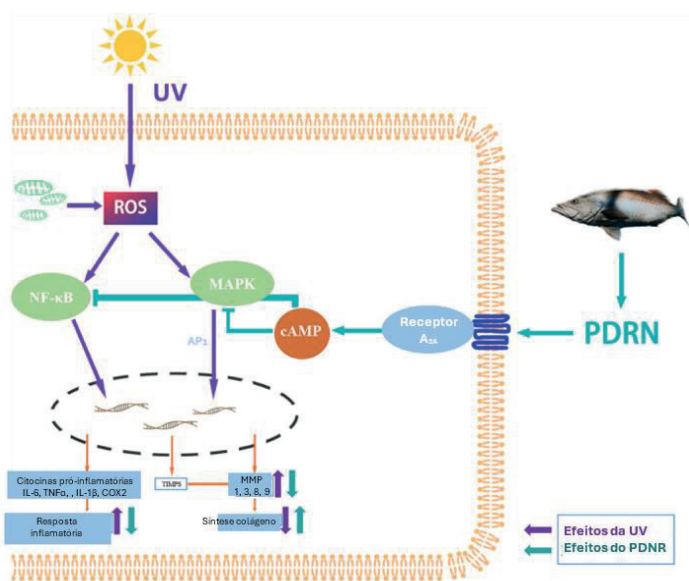 UV
ROS
NF-κB
MAPK
cAMP
Receptor
A2A
PDRN
AP1
Citocinas pró-inflamatórias
IL-6, TNFα, , IL-1β, COX2
TIMPS
MMP
1, 3, 8, 9
Resposta
inflamatória
Síntese colágeno
Efeitos da UV
Efeitos do PDNR